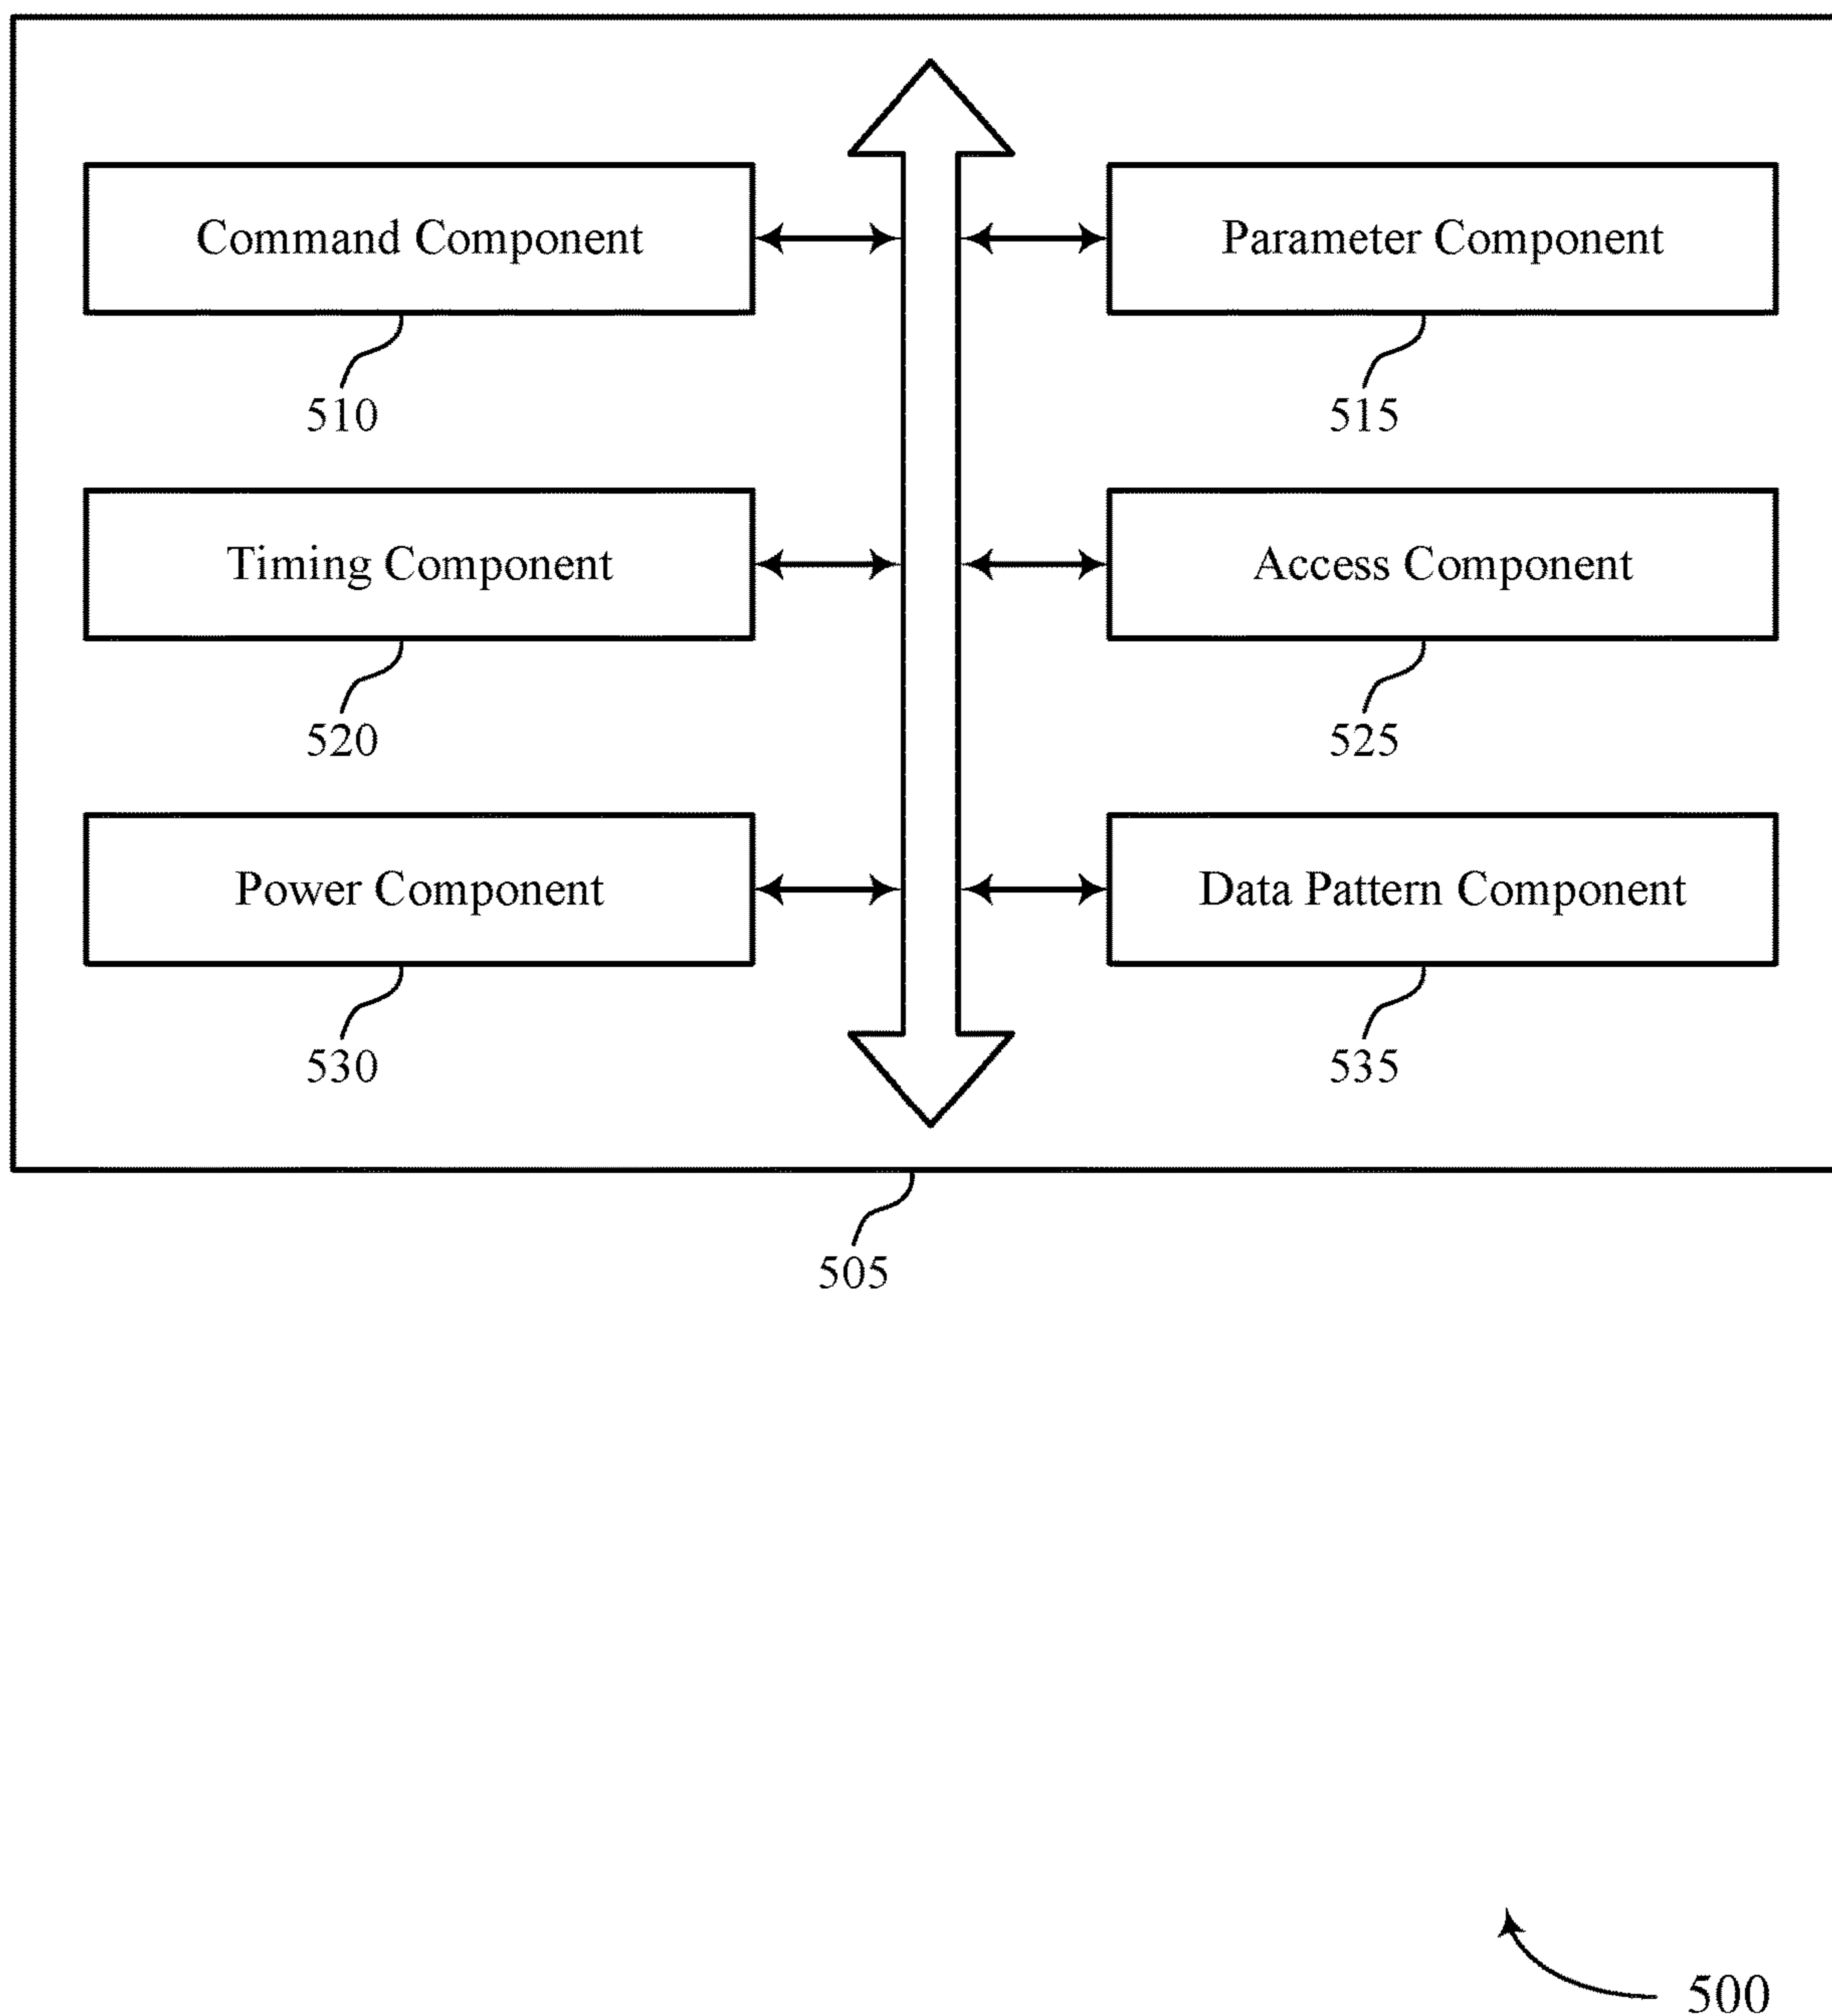 Command Component
Parameter Component
510
515
Timing Component
Access Component
520
525
Power Component
Data Pattern Component
530
535
505
500